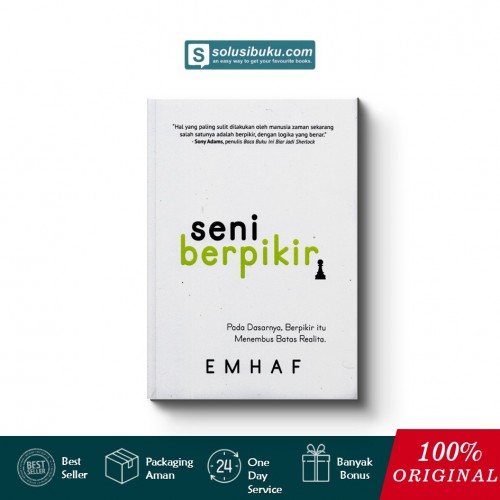 S solusibuku.com
an easy way to get your favourite books.
"Hal yang paling sulit dilakukan oleh manusia zaman sekarang
salah satunya adalah berpikir, dengan logika yang benar."
- Sony Adams, penulis Baca Buku Ini Biar Jadi Sherlock
seni
berpikir
Pada Dasarnya, Berpikir itu
Menembus Batas Realita.
EMHAF
BEST SELLER
Best
Seller
Packaging
Aman
24
One
Day
Service
Banyak
Bonus
100%
ORIGINAL